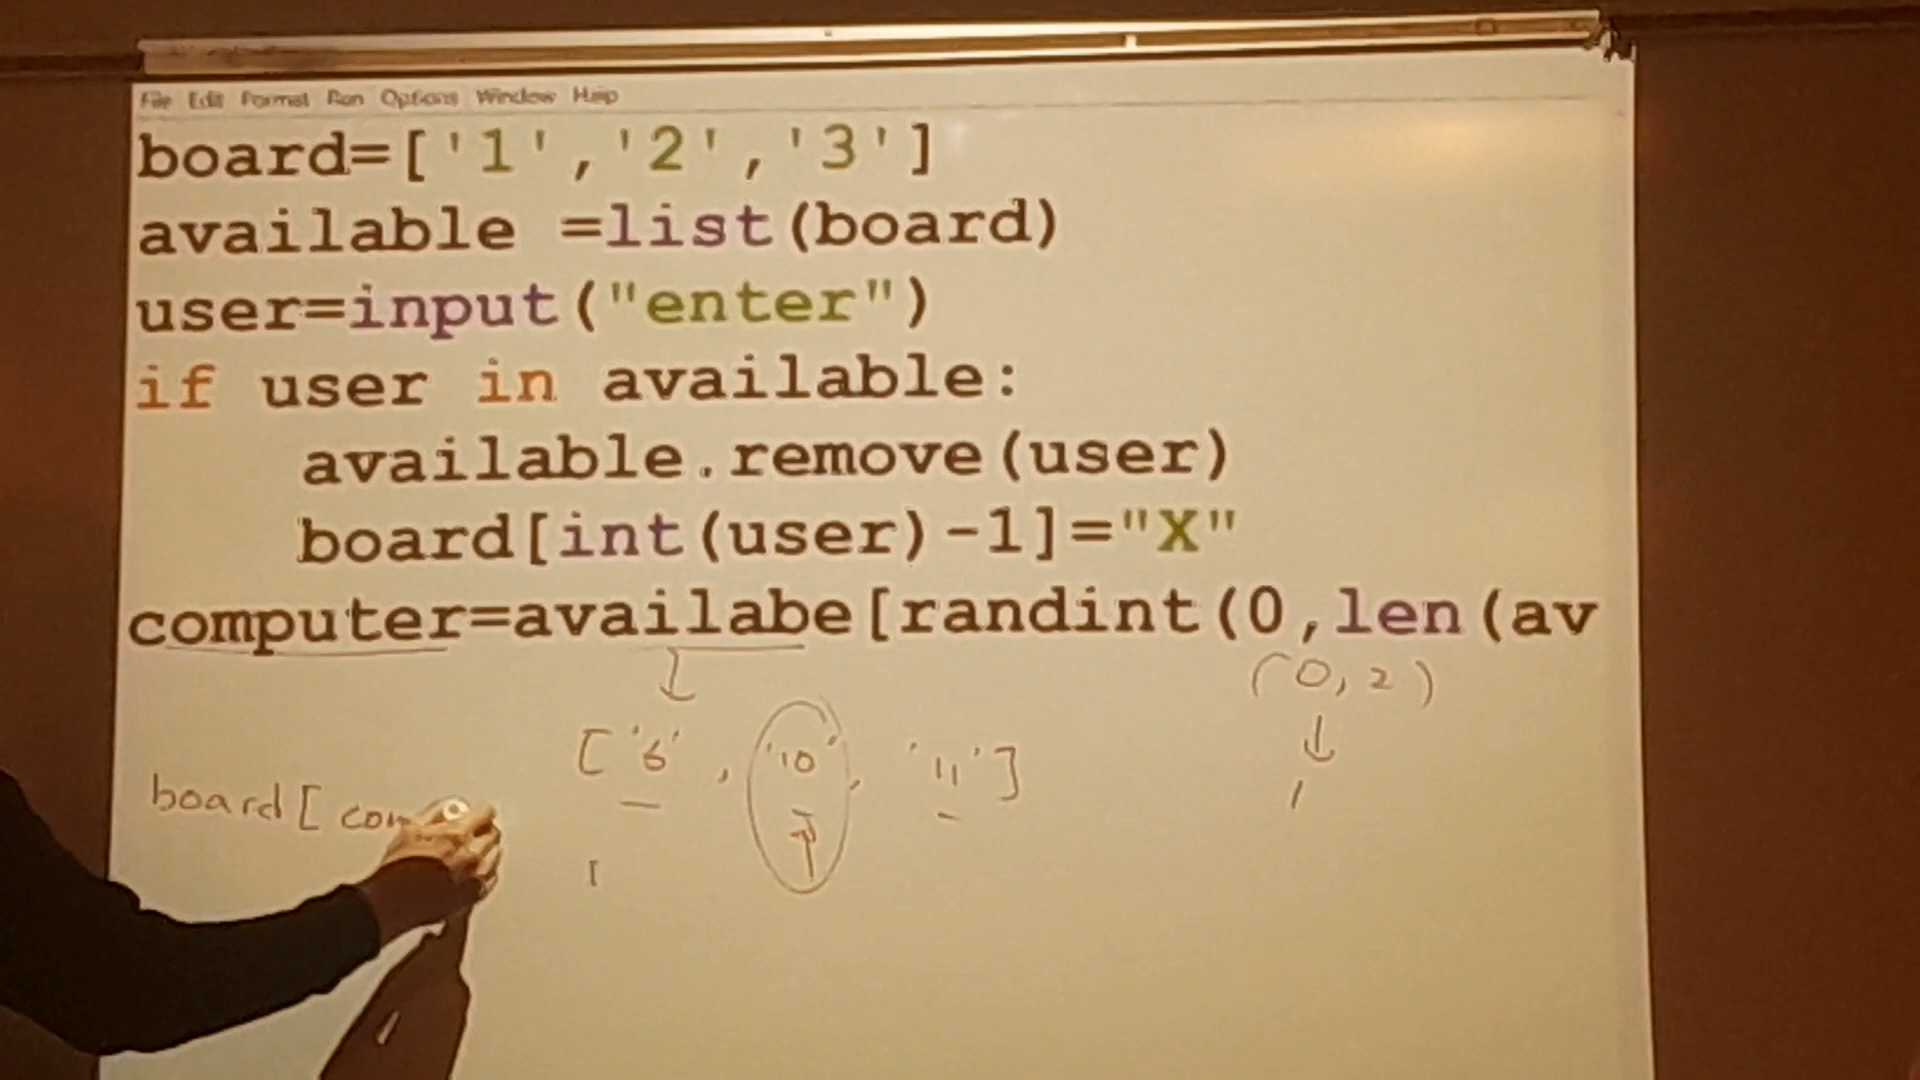 File Edit Format Run Options Window Help
board=['1','2','3']
available =list(board)
user=input("enter")
if user in available:
available.remove(user)
board[int(user)-1]="X"
computer=availabe[randint(0,len(av
(0,2)
['6', '10', '11']
1
board[com
[